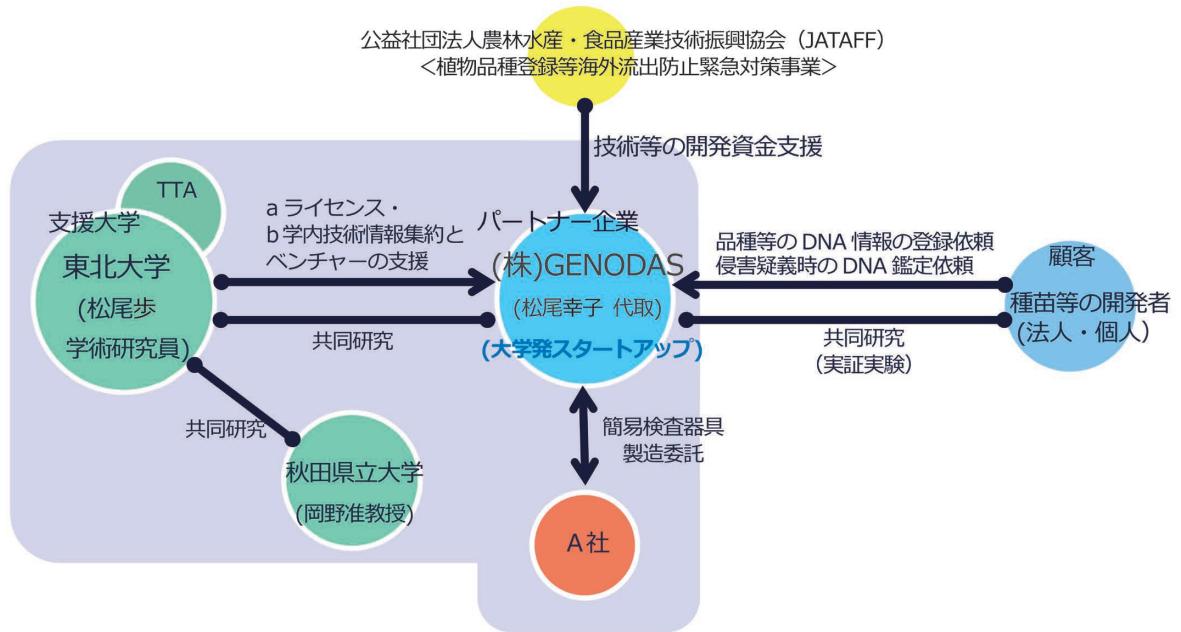 公益社団法人農林水産・食品産業技術振興協会（JATAFF）
＜植物品種登録等海外流出防止緊急対策事業＞
技術等の開発資金支援
TTA
支援大学
東北大学
(松尾歩
学術研究員)
a ライセンス・
b 学内技術情報集約と
ベンチャーの支援
共同研究
パートナー企業
(株)GENODAS
(松尾幸子 代取)
(大学発スタートアップ)
品種等の DNA 情報の登録依頼
侵害疑義時の DNA 鑑定依頼
共同研究
(実証実験)
顧客
種苗等の開発者
(法人・個人)
共同研究
秋田県立大学
(岡野准教授)
簡易検査器具
製造委託
A 社